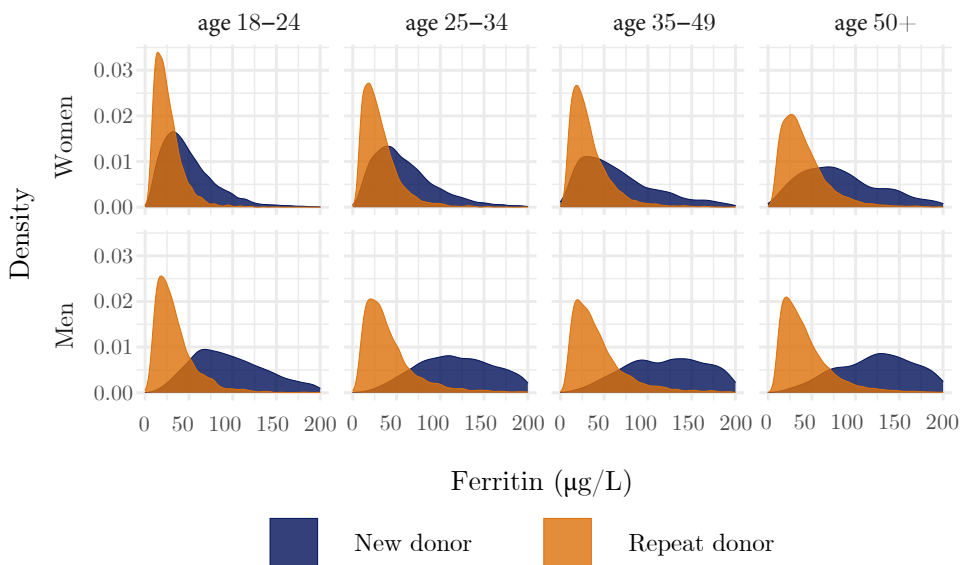 age 18–24 age 25–34 age 35–49 age 50+
Women
0.03
0.02
0.01
0.00
Density
Men
0.03
0.02
0.01
0.00
0 50 100 150 200 0 50 100 150 200 0 50 100 150 200 0 50 100 150 200
Ferritin (µg/L)
New donor Repeat donor